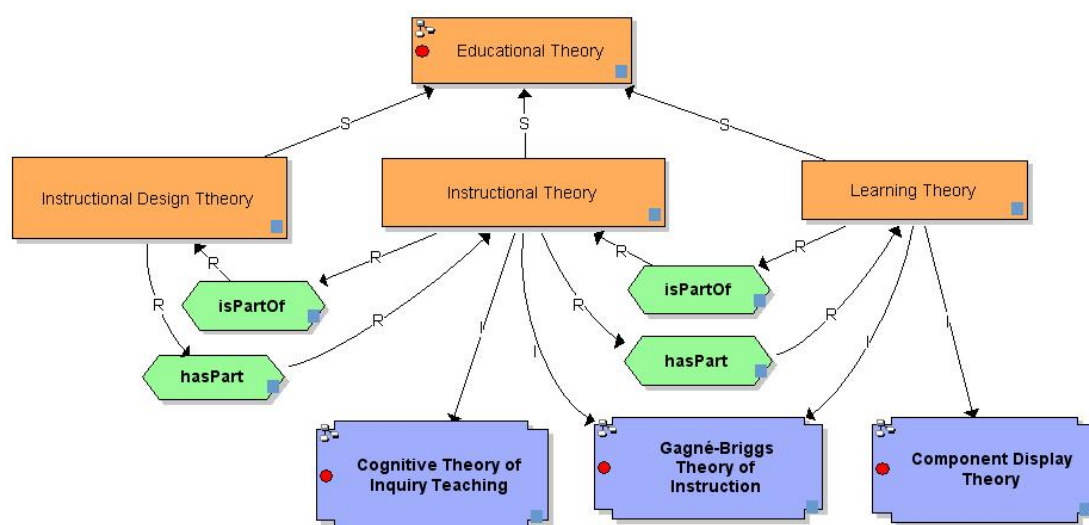 Educational Theory
S
S
S
Instructional Design Ttheory
Instructional Theory
Learning Theory
R
R
R
R
isPartOf
isPartOf
R
R
R
R
hasPart
hasPart
I
I
I
I
Cognitive Theory of
Inquiry Teaching
Gagné-Briggs
Theory of
Instruction
Component Display
Theory